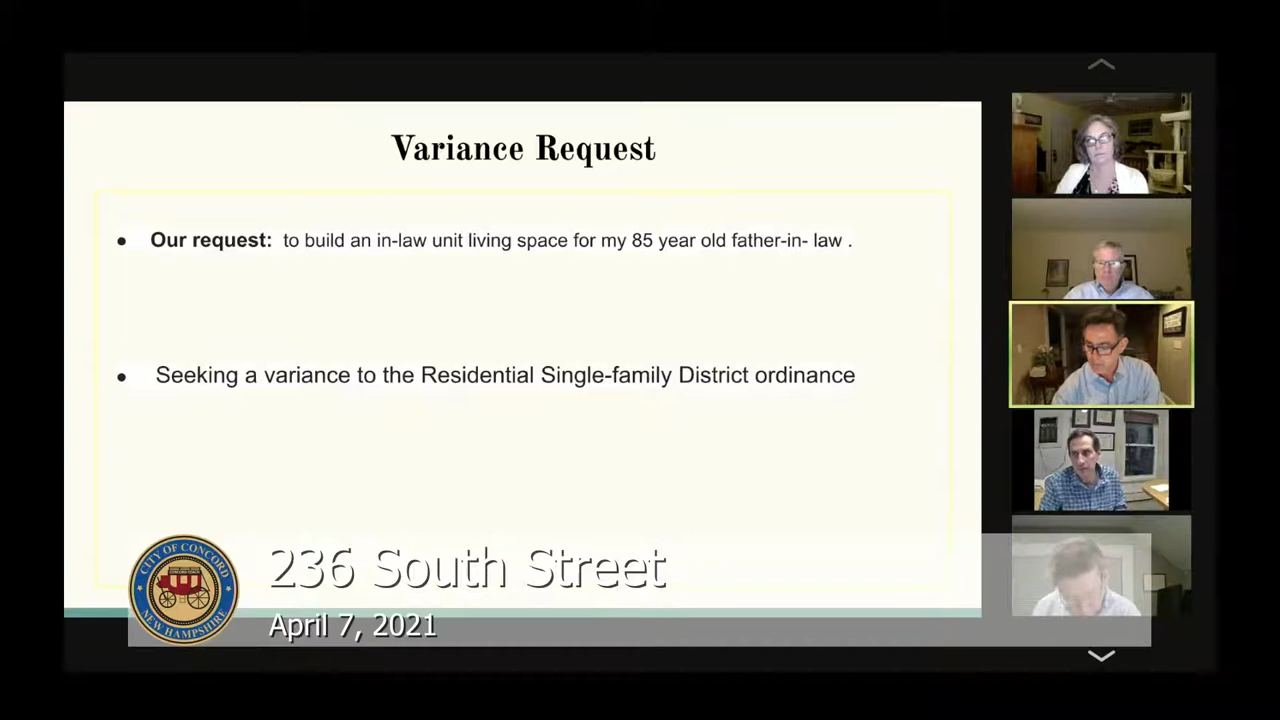 Variance Request
● Our request: to build an in-law unit living space for my 85 year old father-in- law .
● Seeking a variance to the Residential Single-family District ordinance
CITY OF CONCORD
NEW HAMPSHIRE
236 South Street
April 7, 2021